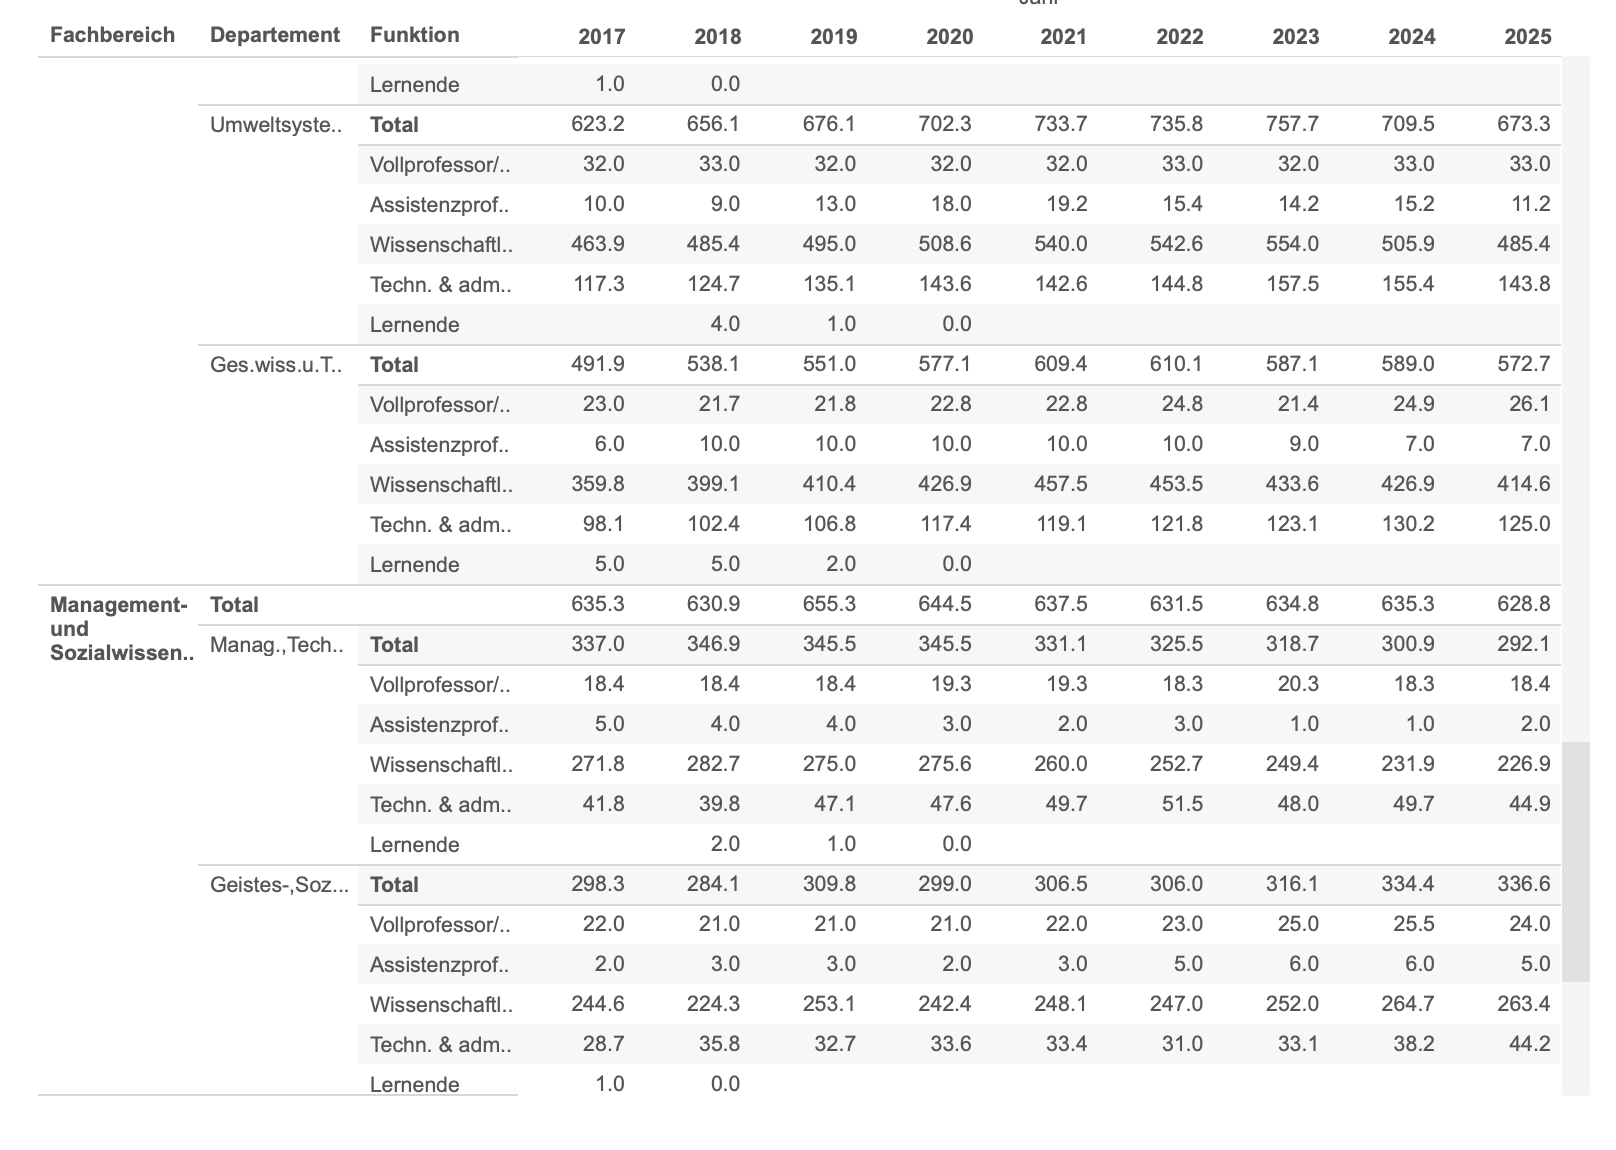 Jahr
Fachbereich Departement Funktion 2017 2018 2019 2020 2021 2022 2023 2024 2025
Lernende 1.0 0.0
Umweltsyste.. Total 623.2 656.1 676.1 702.3 733.7 735.8 757.7 709.5 673.3
Vollprofessor/.. 32.0 33.0 32.0 32.0 32.0 33.0 32.0 33.0 33.0
Assistenzprof.. 10.0 9.0 13.0 18.0 19.2 15.4 14.2 15.2 11.2
Wissenschaftl.. 463.9 485.4 495.0 508.6 540.0 542.6 554.0 505.9 485.4
Techn. & adm.. 117.3 124.7 135.1 143.6 142.6 144.8 157.5 155.4 143.8
Lernende 4.0 1.0 0.0
Ges.wiss.u.T.. Total 491.9 538.1 551.0 577.1 609.4 610.1 587.1 589.0 572.7
Vollprofessor/.. 23.0 21.7 21.8 22.8 22.8 24.8 21.4 24.9 26.1
Assistenzprof.. 6.0 10.0 10.0 10.0 10.0 10.0 9.0 7.0 7.0
Wissenschaftl.. 359.8 399.1 410.4 426.9 457.5 453.5 433.6 426.9 414.6
Techn. & adm.. 98.1 102.4 106.8 117.4 119.1 121.8 123.1 130.2 125.0
Lernende 5.0 5.0 2.0 0.0
Management- Total 635.3 630.9 655.3 644.5 637.5 631.5 634.8 635.3 628.8
und
Sozialwissen.. Manag.,Tech.. Total 337.0 346.9 345.5 345.5 331.1 325.5 318.7 300.9 292.1
Vollprofessor/.. 18.4 18.4 18.4 19.3 19.3 18.3 20.3 18.3 18.4
Assistenzprof.. 5.0 4.0 4.0 3.0 2.0 3.0 1.0 1.0 2.0
Wissenschaftl.. 271.8 282.7 275.0 275.6 260.0 252.7 249.4 231.9 226.9
Techn. & adm.. 41.8 39.8 47.1 47.6 49.7 51.5 48.0 49.7 44.9
Lernende 2.0 1.0 0.0
Geistes-,Soz... Total 298.3 284.1 309.8 299.0 306.5 306.0 316.1 334.4 336.6
Vollprofessor/.. 22.0 21.0 21.0 21.0 22.0 23.0 25.0 25.5 24.0
Assistenzprof.. 2.0 3.0 3.0 2.0 3.0 5.0 6.0 6.0 5.0
Wissenschaftl.. 244.6 224.3 253.1 242.4 248.1 247.0 252.0 264.7 263.4
Techn. & adm.. 28.7 35.8 32.7 33.6 33.4 31.0 33.1 38.2 44.2
Lernende 1.0 0.0